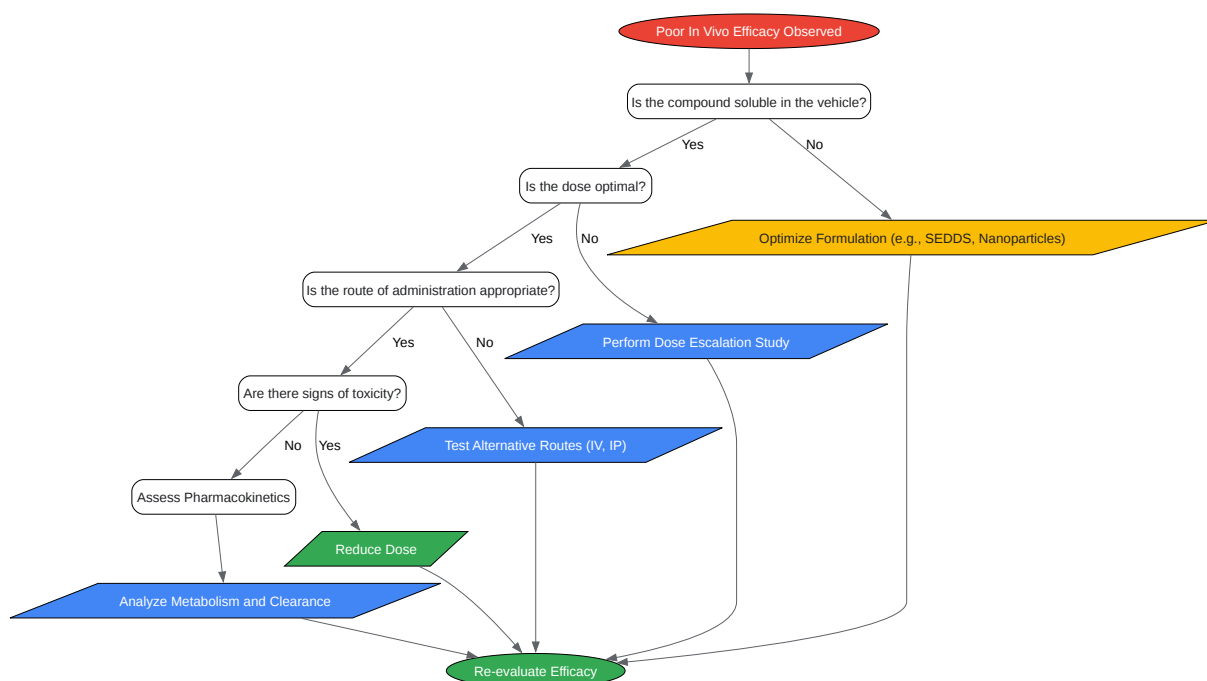 Poor In Vivo Efficacy Observed
Is the compound soluble in the vehicle?
Yes
No
Is the dose optimal?
Optimize Formulation (e.g., SEDDS, Nanoparticles)
Yes
No
Is the route of administration appropriate?
Perform Dose Escalation Study
Yes
No
Are there signs of toxicity?
Test Alternative Routes (IV, IP)
No
Yes
Assess Pharmacokinetics
Reduce Dose
Analyze Metabolism and Clearance
Re-evaluate Efficacy